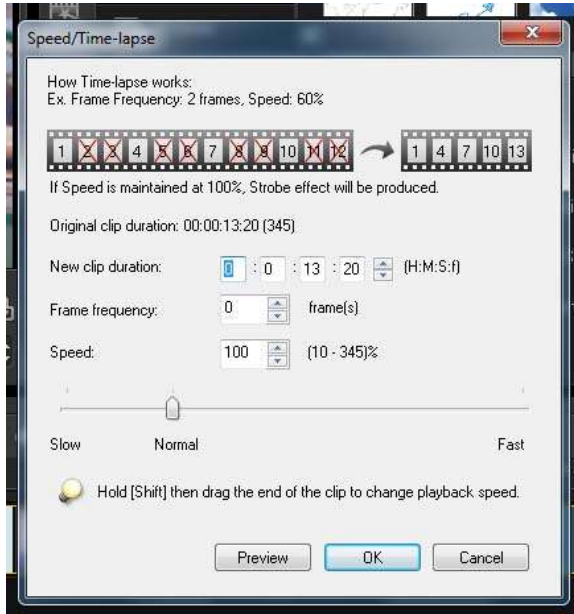 Speed/Time-lapse
How Time-lapse works:
Ex. Frame Frequency: 2 frames, Speed: 60%
1 2 3 4 5 6 7 8 9 10 11 12 1 4 7 10 13
If Speed is maintained at 100%, Strobe effect will be produced.
Original clip duration: 00:00:13:20 (345)
New clip duration: 0 : 0 : 13 : 20 (H:M:S:f)
Frame frequency: 0 frame(s)
Speed: 100 (10 - 345)%
Slow Normal Fast
Hold [Shift] then drag the end of the clip to change playback speed.
Preview OK Cancel